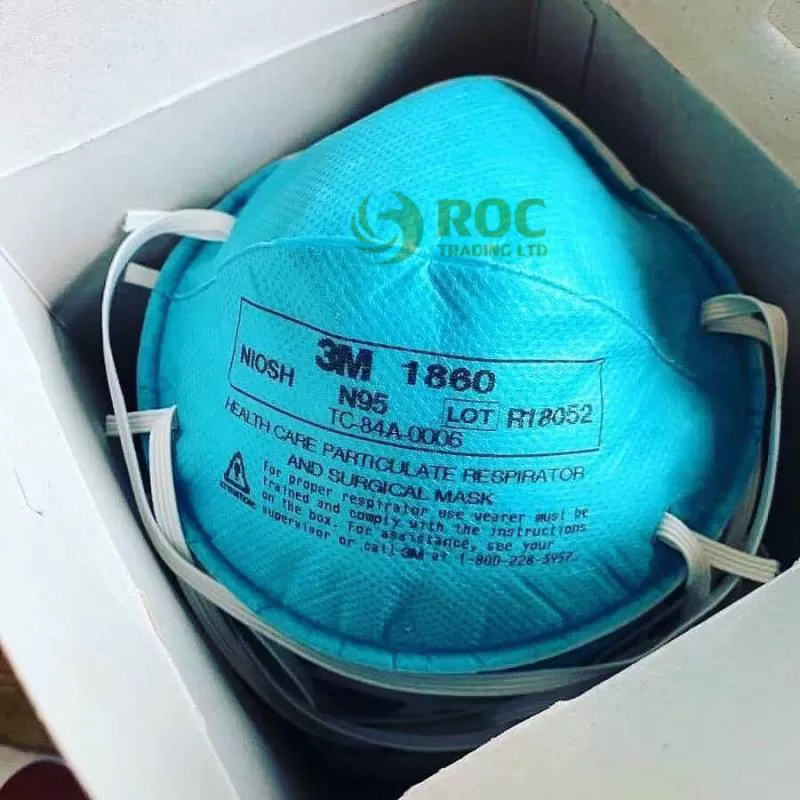 ROC
TRADING LTD
3M 1860
NIOSH
N95
LOT R18052
TC-84A-0006
HEALTH CARE PARTICULATE RESPIRATOR
AND SURGICAL MASK
ATTENTION:
For proper respirator use wearer must be
trained and comply with the instructions
on the box. For assistance, see your
supervisor or call 3M at 1-800-228-3957.